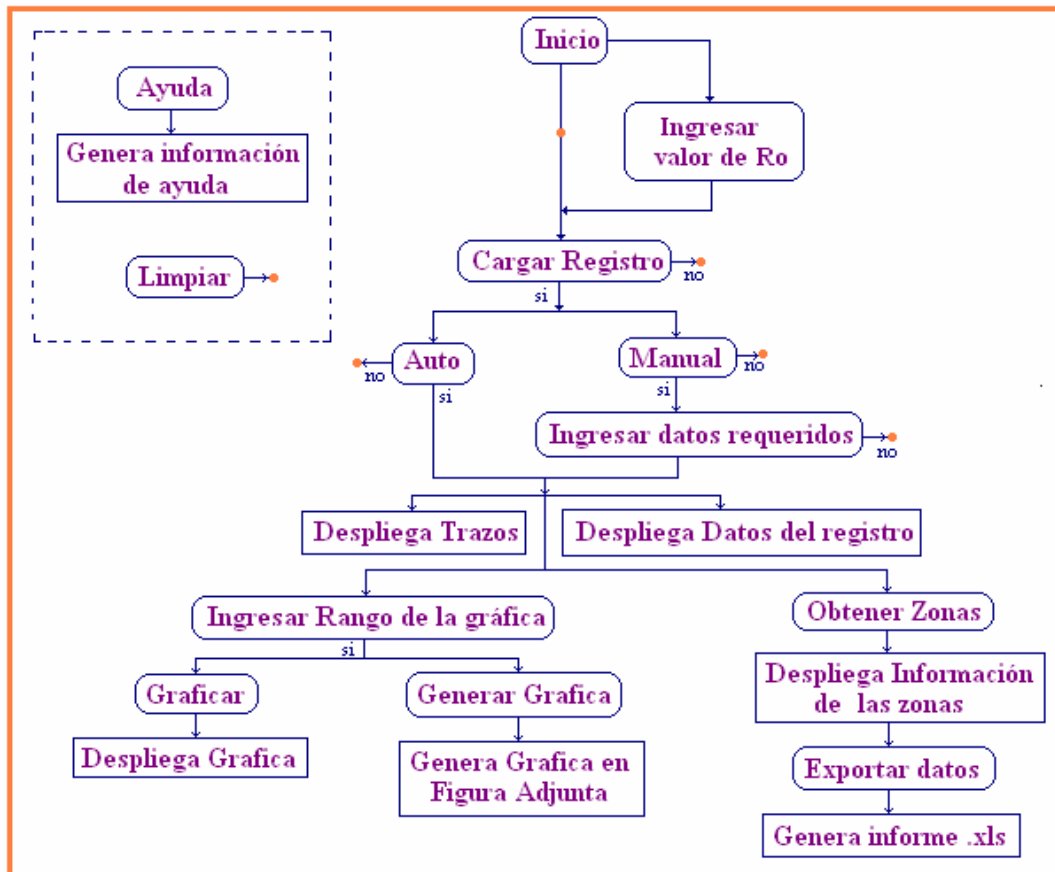 Inicio
Ayuda
Ingresar
valor de Ro
Genera información
de ayuda
Limpiar
Cargar Registro
no
si
Auto
no
si
Manual
no
si
Ingresar datos requeridos
no
Despliega Trazos
Despliega Datos del registro
Ingresar Rango de la gráfica
si
Obtener Zonas
Graficar
Generar Grafica
Despliega Información
de las zonas
Despliega Grafica
Genera Grafica en
Figura Adjunta
Exportar datos
Genera informe .xls